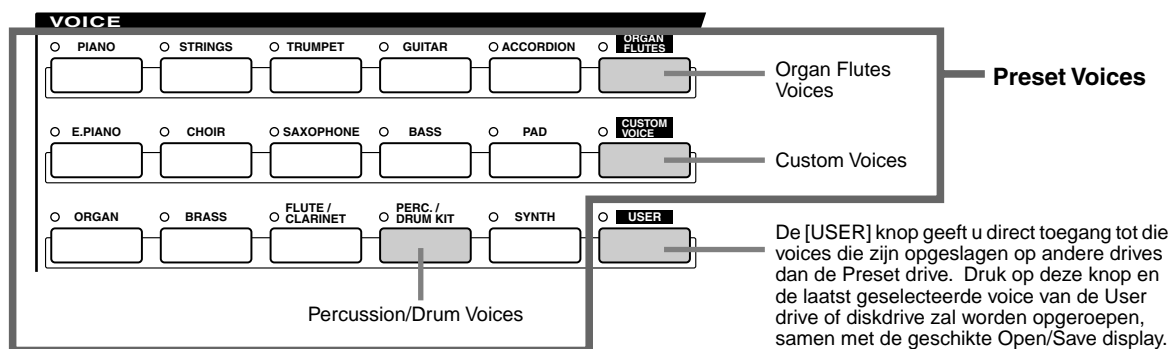 VOICE
PIANO STRINGS TRUMPET GUITAR ACCORDION ORGAN FLUTES
Organ Flutes
Voices
Preset Voices
E.PIANO CHOIR SAXOPHONE BASS PAD CUSTOM VOICE
Custom Voices
ORGAN BRASS FLUTE / CLARINET PERC. / DRUM KIT SYNTH USER
Percussion/Drum Voices
De [USER] knop geeft u direct toegang tot die
voices die zijn opgeslagen op andere drives
dan de Preset drive. Druk op deze knop en
de laatst geselecteerde voice van de User
drive of diskdrive zal worden opgeroepen,
samen met de geschikte Open/Save display.